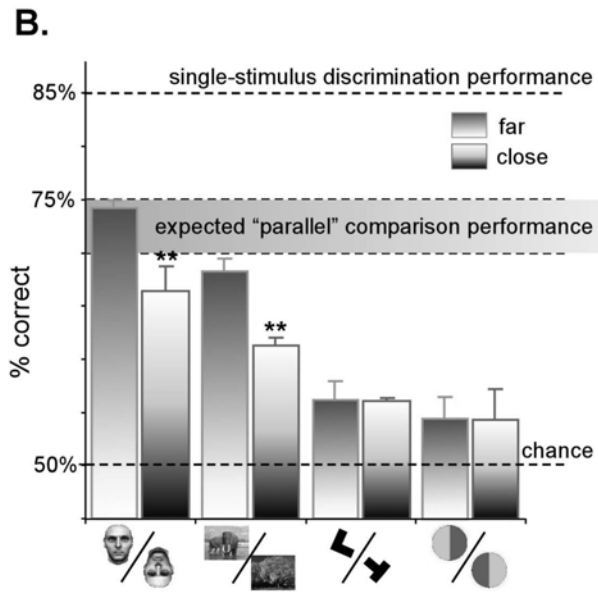 B.
single-stimulus discrimination performance
85%
far
close
75%
expected “parallel” comparison performance
**
**
% correct
chance
50%